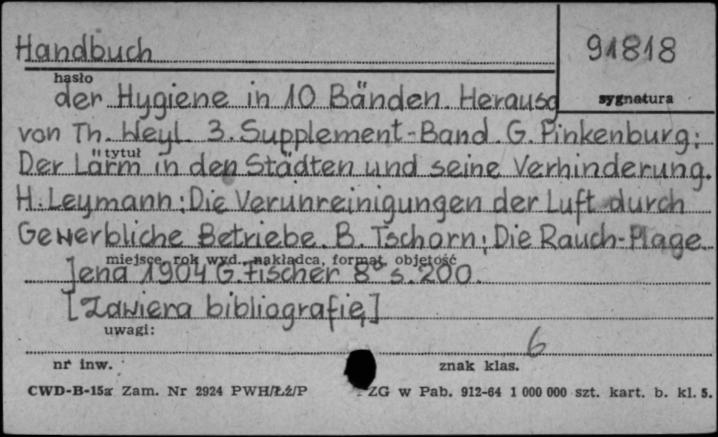 Handbuch 91818
hasło
der Hygiene in 10 Bänden. Herausg sygnatura
von Th. Weyl. 3. Supplement-Band. G. Pinkenburg:
tytuł
Der Lärm in den Städten und seine Verhinderung.
H. Leymann: Die Verunreinigungen der Luft durch
Gewerbliche Betriebe. B. Tschorn: Die Rauch-Plage.
miejsce, rok wyd., nakładca, format, objętość
Jena 1904 G. Fischer 8° s. 200.
[Zawiera bibliografię]
uwagi:
6
nr inw. znak klas.
CWD-B-15a Zam. Nr 2924 PWH/Łż/P ZG w Pab. 912-64 1 000 000 szt. kart. b. kl. 5.